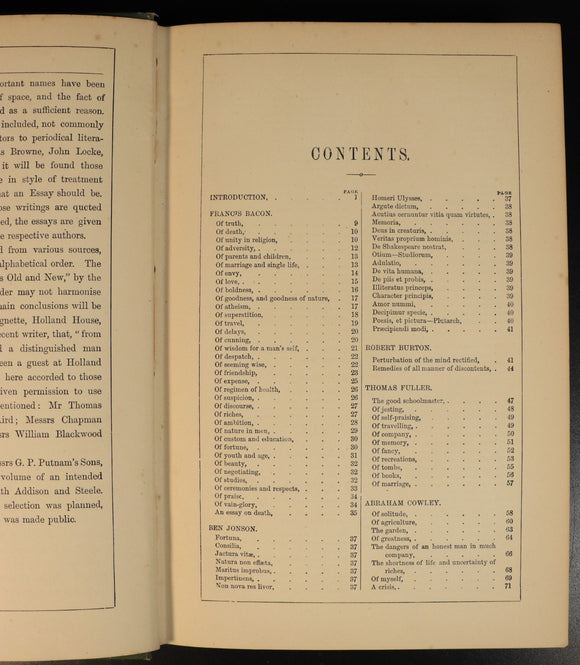 ortant names have been
f space, and the fact of
d as a sufficient reason.
included, not commonly
tors to periodical litera-
s Browne, John Locke,
it will be found those
e in style of treatment
at an Essay should be.
ose writings are quoted
ed, the essays are given
e respective authors.
d from various sources,
lphabetical order. The
s Old and New," by the
der may not harmonise
main conclusions will be
gnette, Holland House,
ecent writer, that, "from
d a distinguished man
een a guest at Holland
here accorded to those
iven permission to use
entioned: Mr Thomas
ird; Messrs Chapman
rs William Blackwood
ssrs G. P. Putnam's Sons,
volume of an intended
th Addison and Steele.
selection was planned,
was made public.
CONTENTS.
PAGE
INTRODUCTION, 1
FRANCIS BACON.
Of truth, 9
Of death, 10
Of unity in religion, 10
Of adversity, 12
Of parents and children, 13
Of marriage and single life, 13
Of envy, 14
Of love, 15
Of boldness, 16
Of goodness, and goodness of nature, 17
Of atheism, 17
Of superstition, 18
Of travel, 19
Of delays, 20
Of cunning, 20
Of wisdom for a man's self, 21
Of despatch, 22
Of seeming wise, 22
Of friendship, 23
Of expense, 25
Of regimen of health, 26
Of suspicion, 26
Of discourse, 27
Of riches, 27
Of ambition, 28
Of nature in men, 29
Of custom and education, 30
Of fortune, 30
Of youth and age, 31
Of beauty, 32
Of negotiating, 32
Of studies, 32
Of ceremonies and respects, 33
Of praise, 34
Of vain-glory, 34
An essay on death, 35
BEN JONSON.
Fortuna, 37
Consilia, 37
Jactura vitæ, 37
Natura non effæta, 37
Maritus improbus, 37
Impertinens, 37
Non nova res livor, 37
PAGE
Homeri Ulysses, 37
Argute dictum, 38
Acutius cernuntur vitia quam virtutes, 38
Memoria, 38
Deus in creaturis, 38
Veritas proprium hominis, 38
De Shakespeare nostrat, 38
Otium—Studiorum, 39
Adulatio, 39
De vita humana, 39
De piis et probis, 39
Illiteratus princeps, 39
Character principis, 39
Amor nummi, 40
Decipimur specie, 40
Poesis, et pictura—Plutarch, 40
Præcipiendi modi, 41
ROBERT BURTON.
Perturbation of the mind rectified, 41
Remedies of all manner of discontents, 44
THOMAS FULLER.
The good schoolmaster, 47
Of jesting, 48
Of self-praising, 49
Of travelling, 49
Of company, 50
Of memory, 51
Of fancy, 52
Of recreations, 53
Of tombs, 55
Of books, 56
Of marriage, 57
ABRAHAM COWLEY.
Of solitude, 58
Of agriculture, 60
The garden, 63
Of greatness, 64
The dangers of an honest man in much
company, 66
The shortness of life and uncertainty of
riches, 68
Of myself, 69
A crisis, 71